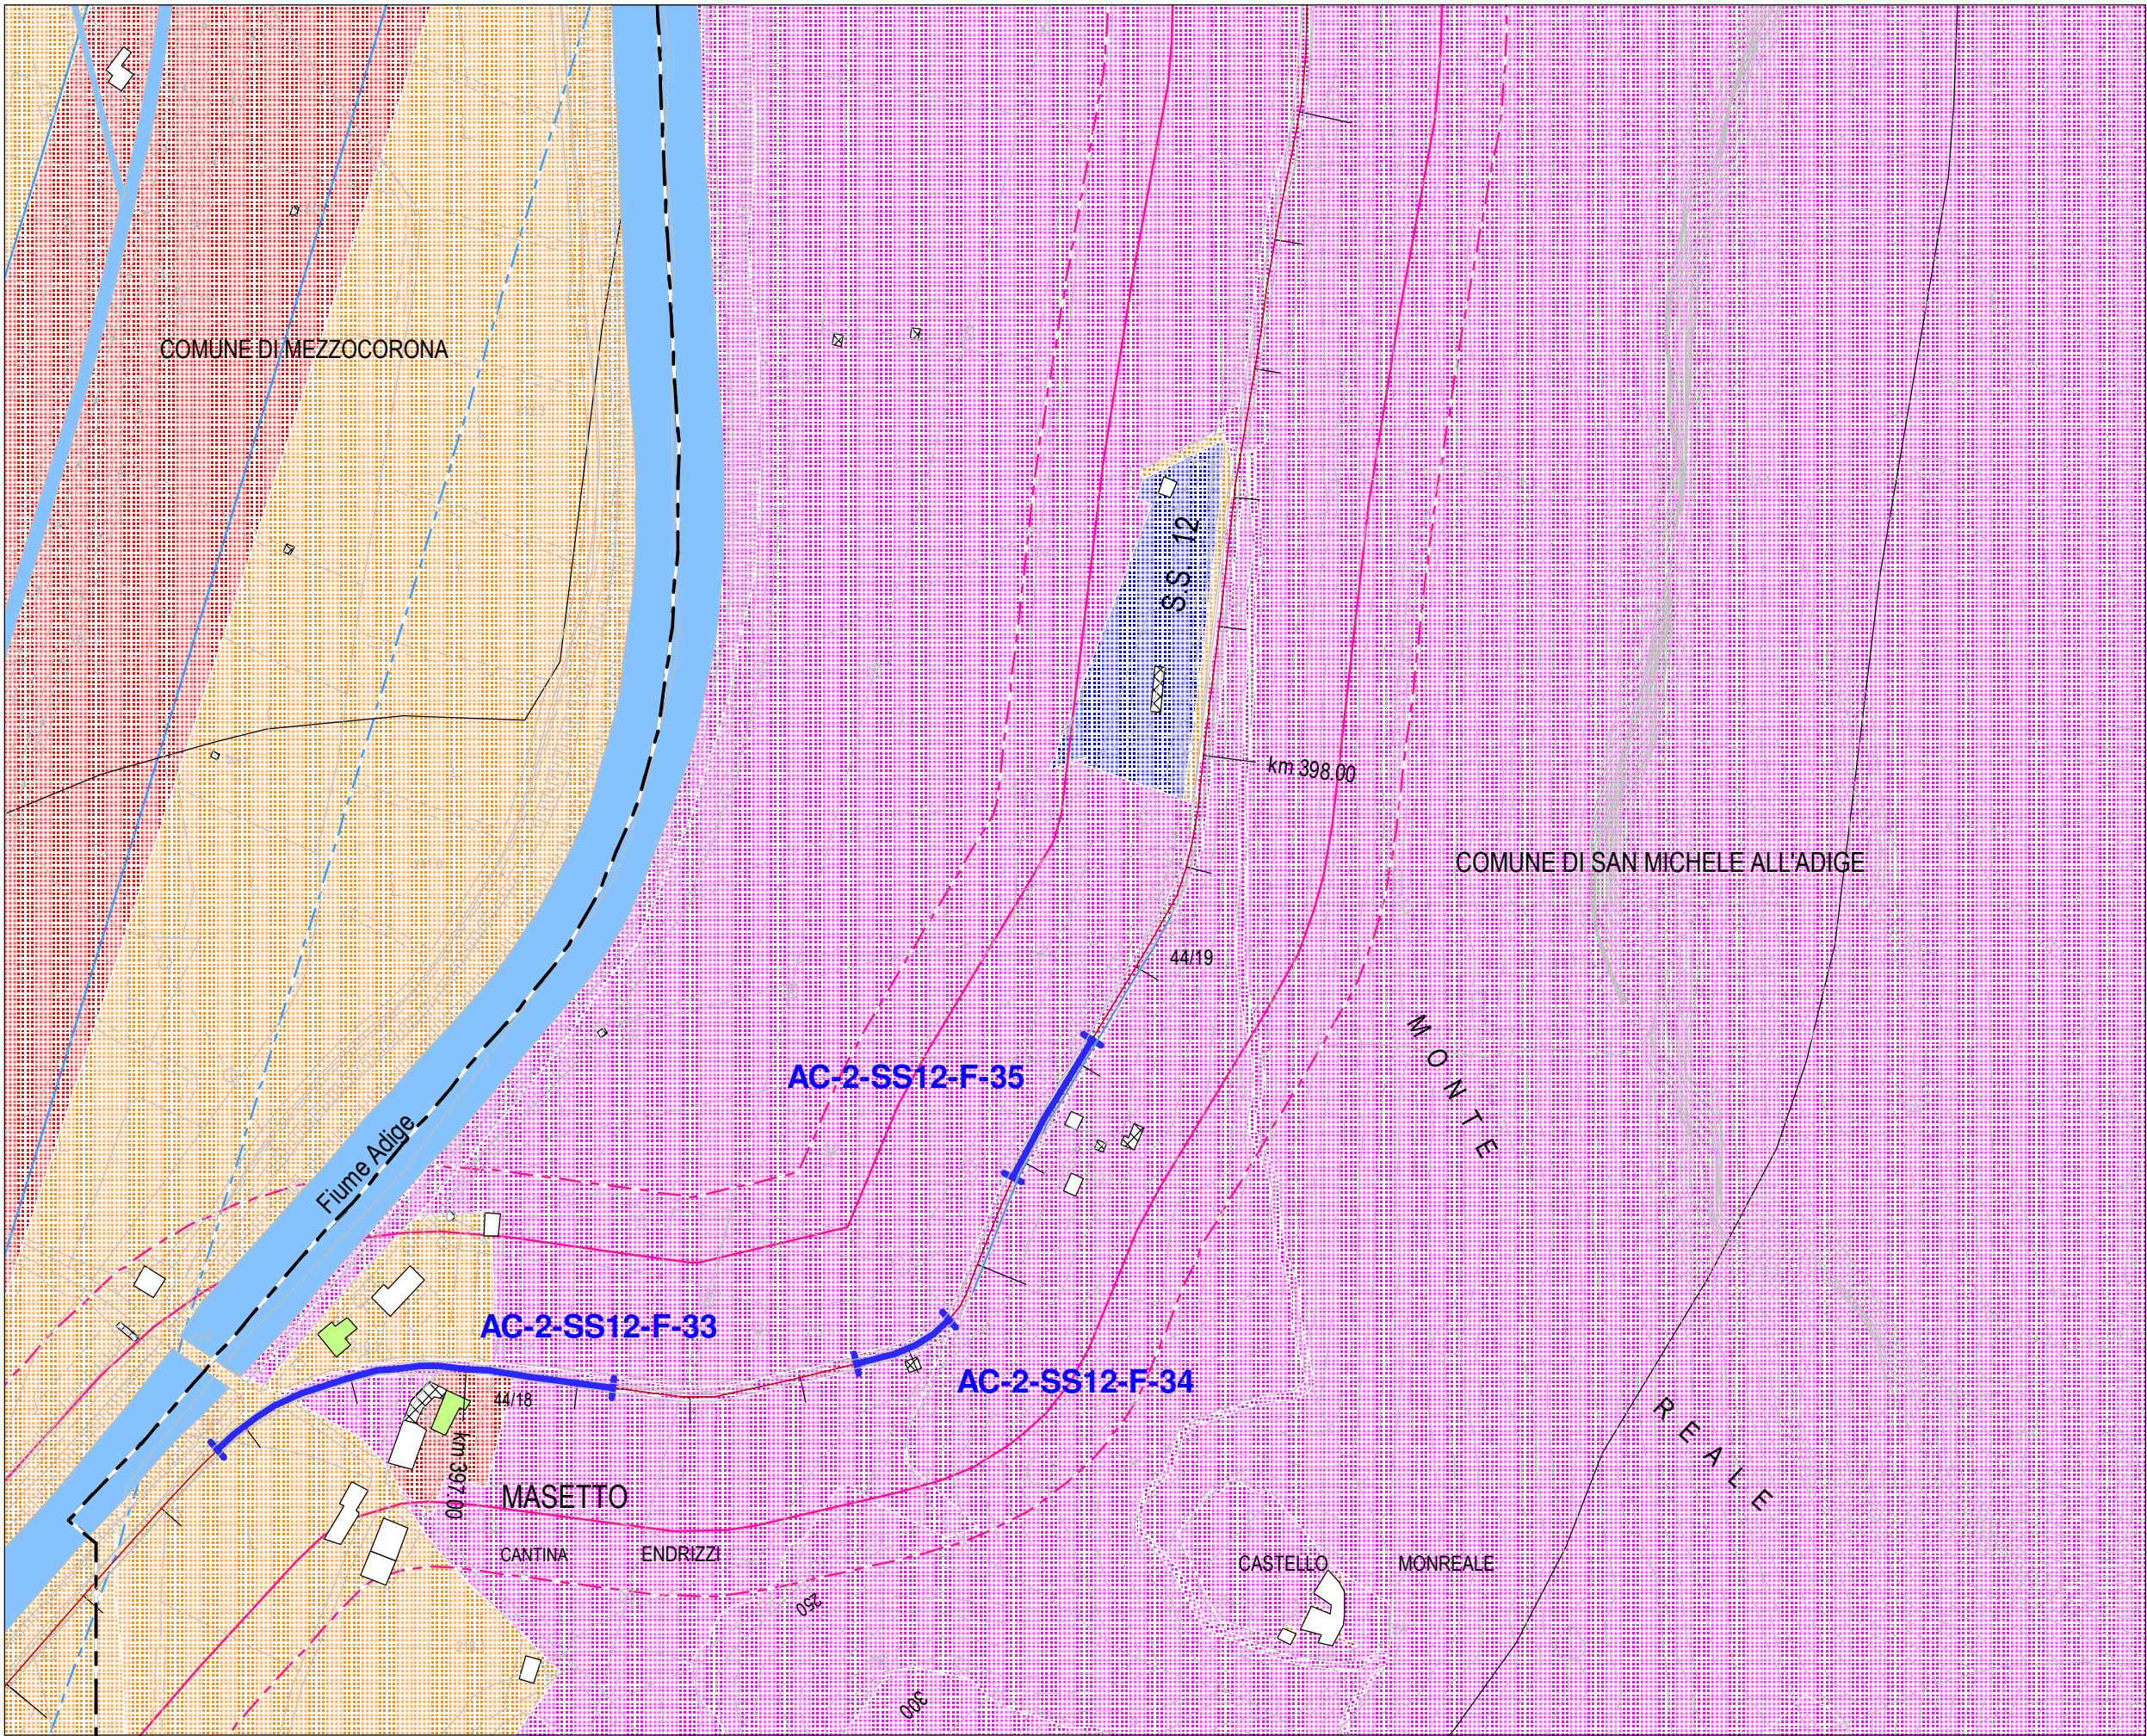 COMUNE DI MEZZOCORONA
S.S. 12
km 398.00
COMUNE DI SAN MICHELE ALL'ADIGE
44/19
MONTE
AC-2-SS12-F-35
Fiume Adige
AC-2-SS12-F-33
AC-2-SS12-F-34
44/18
km 397.00
REALE
MASETTO
CANTINA ENDRIZZI
CASTELLO MONREALE
250
300